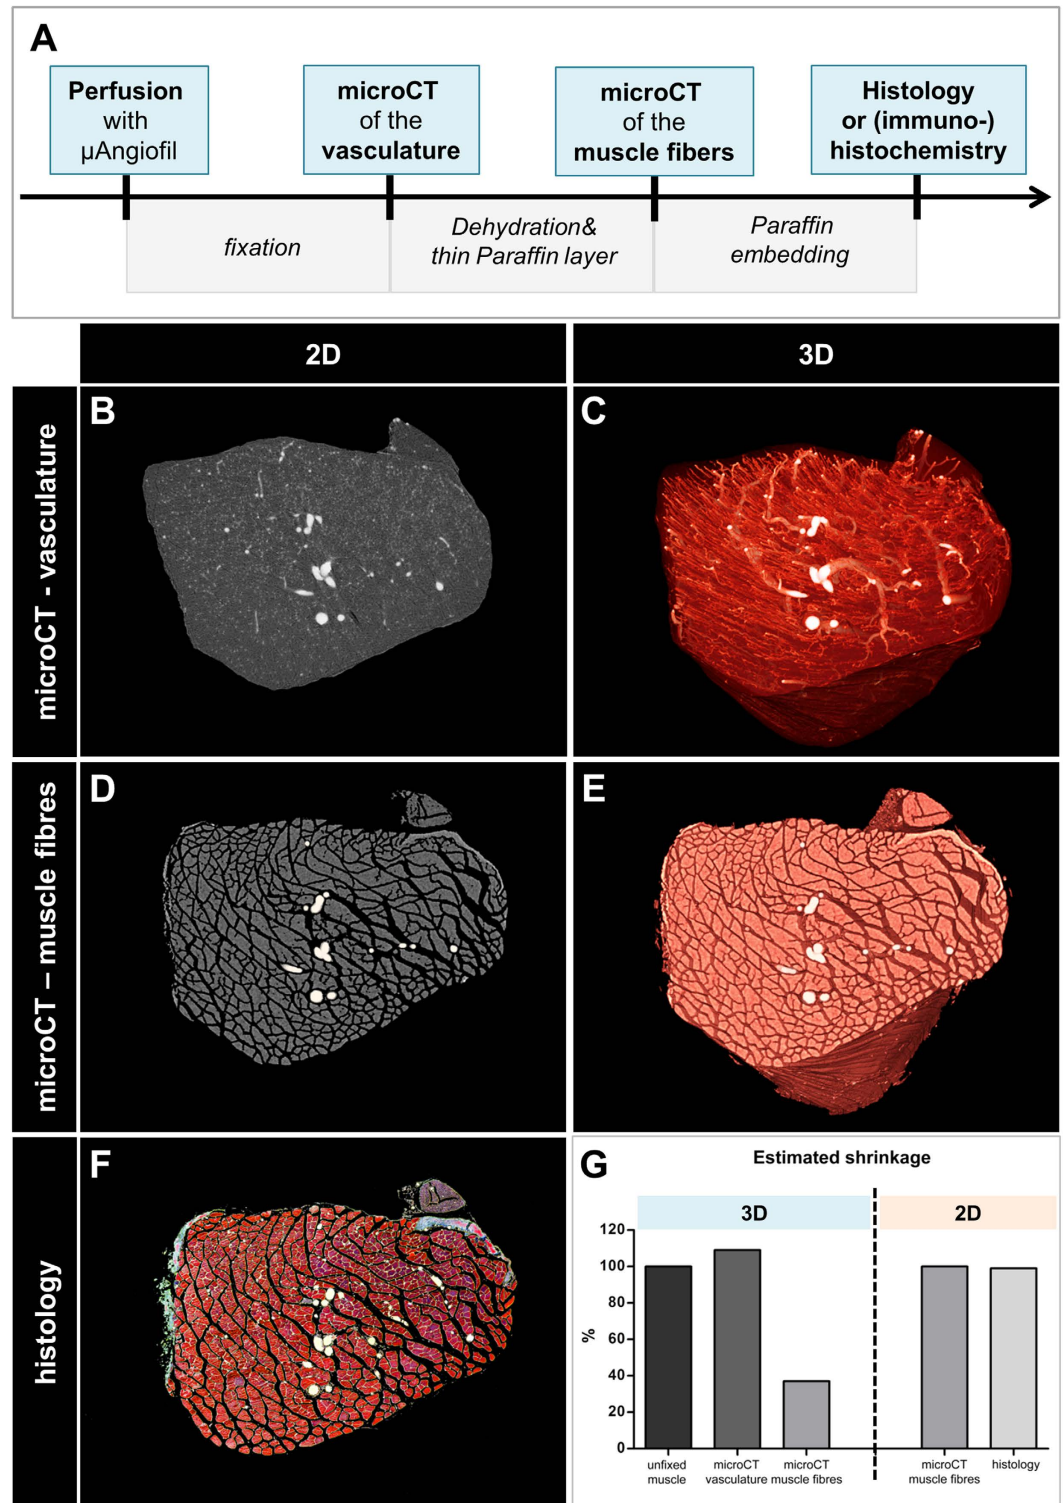 A
Perfusion
with
µAngiofil
microCT
of the
vasculature
microCT
of the
muscle fibers
Histology
or (immuno-)
histochemistry
fixation
Dehydration&
thin Paraffin layer
Paraffin
embedding
2D
3D
microCT - vasculature
B
C
microCT – muscle fibres
D
E
histology
F
G
Estimated shrinkage
3D
2D
120
100
80
60
40
20
0
%
unfixed
muscle
microCT
vasculature
microCT
muscle fibres
microCT
muscle fibres
histology